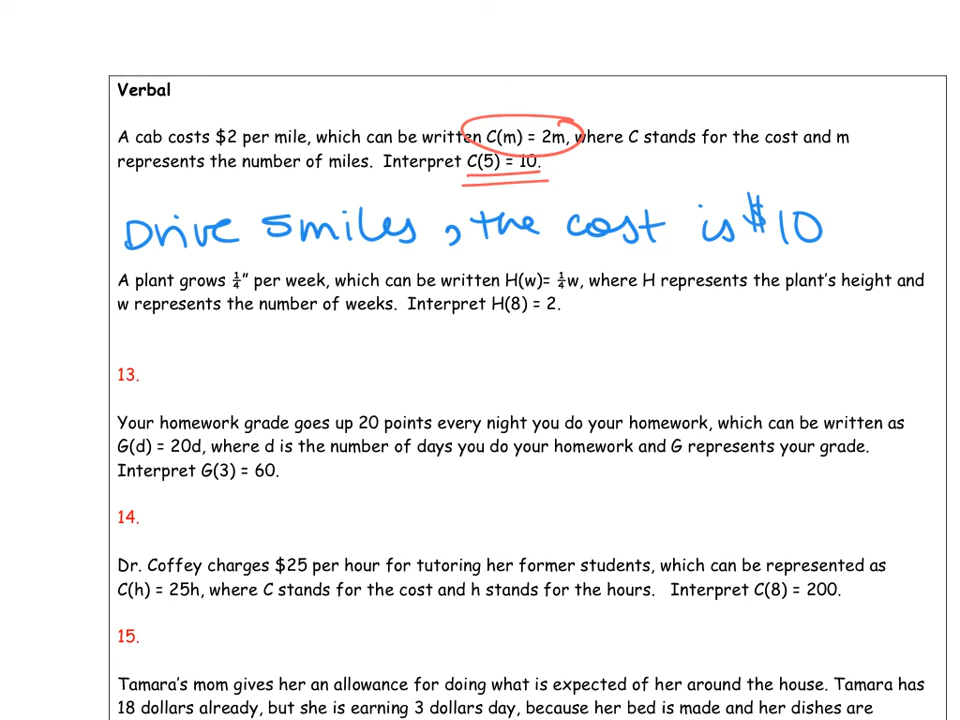 Verbal
A cab costs $2 per mile, which can be written C(m) = 2m, where C stands for the cost and m
represents the number of miles. Interpret C(5) = 10.
Drive 5 miles, the cost is $10
A plant grows ¼" per week, which can be written H(w)= ¼w, where H represents the plant's height and
w represents the number of weeks. Interpret H(8) = 2.
13.
Your homework grade goes up 20 points every night you do your homework, which can be written as
G(d) = 20d, where d is the number of days you do your homework and G represents your grade.
Interpret G(3) = 60.
14.
Dr. Coffey charges $25 per hour for tutoring her former students, which can be represented as
C(h) = 25h, where C stands for the cost and h stands for the hours. Interpret C(8) = 200.
15.
Tamara's mom gives her an allowance for doing what is expected of her around the house. Tamara has
18 dollars already, but she is earning 3 dollars day, because her bed is made and her dishes are